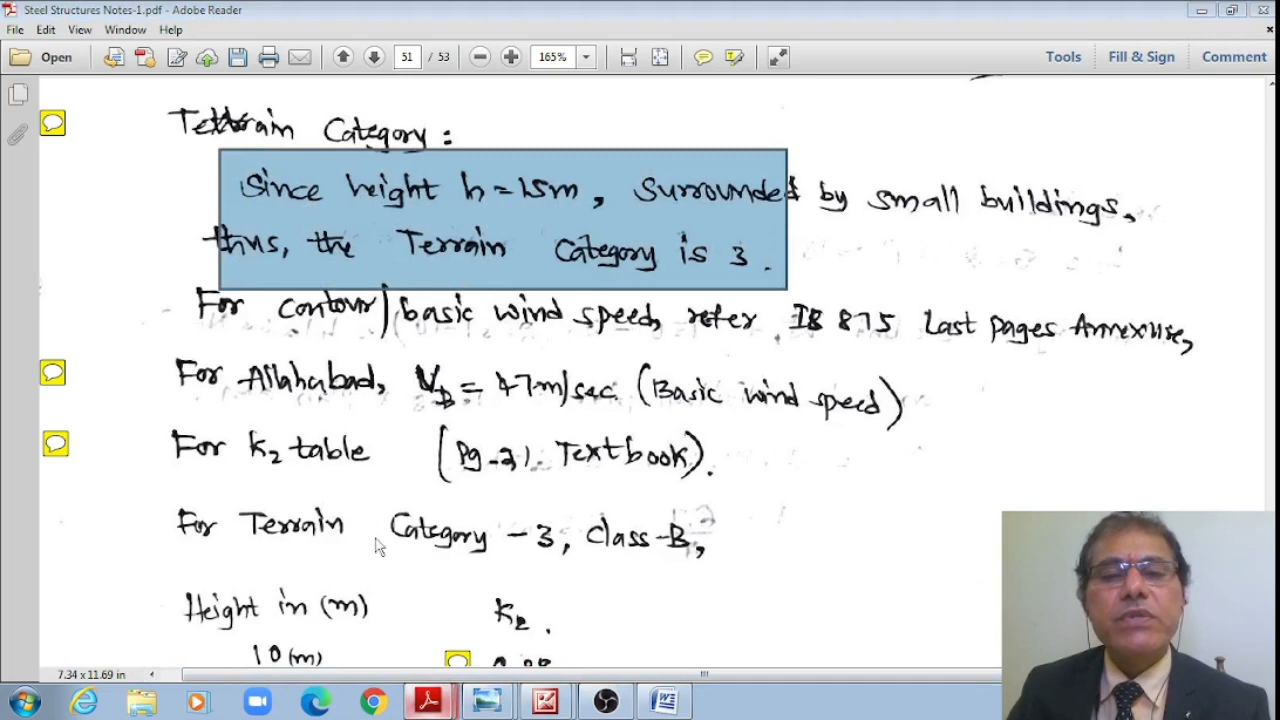 Steel Structures Notes-1.pdf - Adobe Reader
File Edit View Window Help
Open 51 / 53 165% Tools Fill & Sign Comment
Terrain Category :
Since height h = 15m, Surrounded by small buildings,
thus, the Terrain Category is 3.
For contour/basic wind speed, refer IS 875 Last pages Annexure,
For Allahabad, VB = 47m/sec (Basic wind speed)
For K2 table (Pg-21. Textbook).
For Terrain Category - 3, Class-B,
Height in (m) K2.
10 (m)
7.34 x 11.69 in